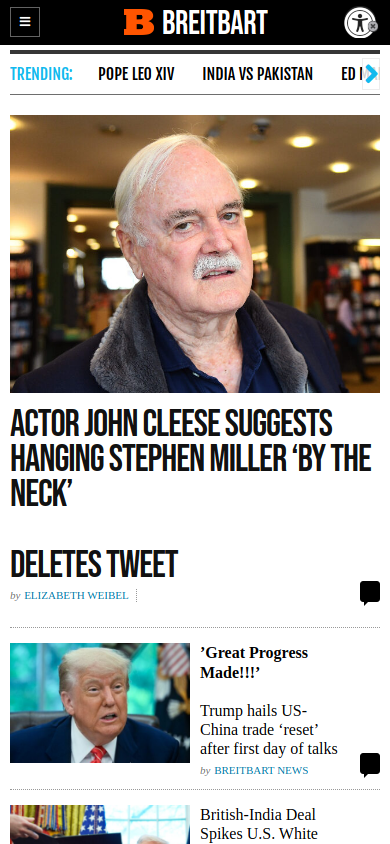 BREITBART
TRENDING:
POPE LEO XIV
INDIA VS PAKISTAN
ED
ACTOR JOHN CLEESE SUGGESTS
HANGING STEPHEN MILLER ‘BY THE
NECK’
DELETES TWEET
by ELIZABETH WEIBEL
’Great Progress
Made!!!’
Trump hails US-
China trade ‘reset’
after first day of talks
by BREITBART NEWS
British-India Deal
Spikes U.S. White